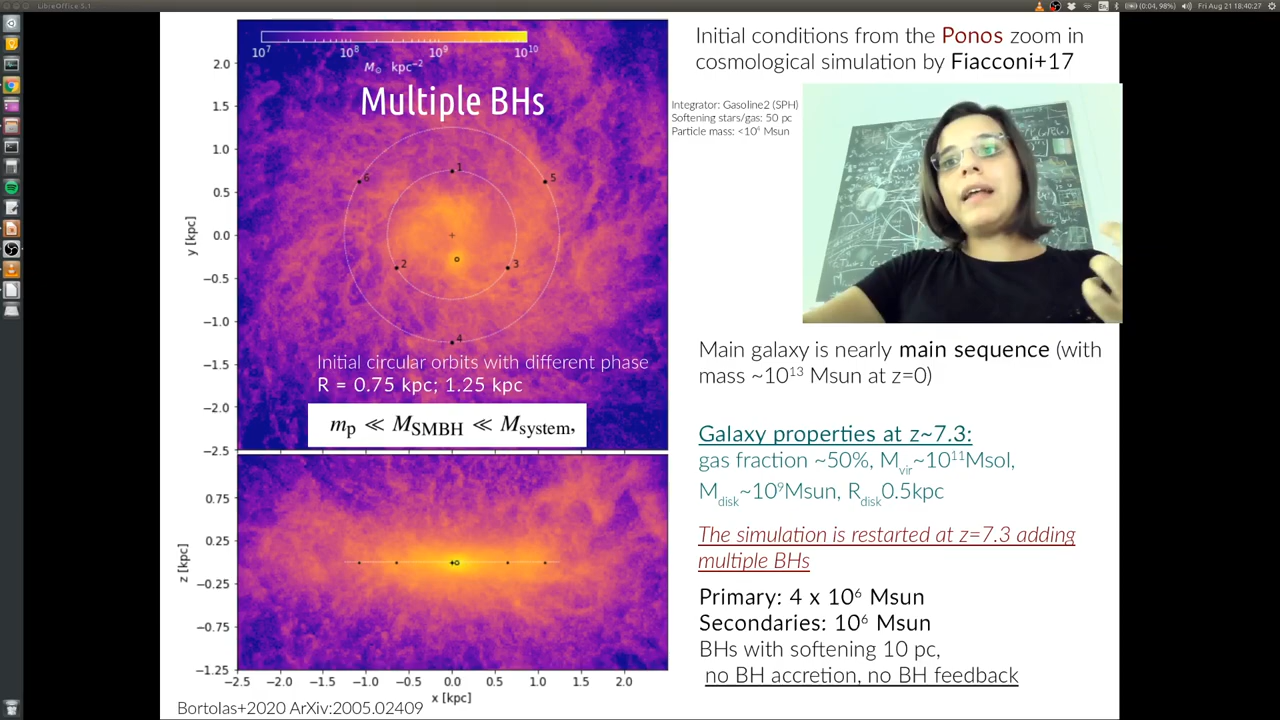 LibreOffice 5.1
(0:04, 98%)
Fri Aug 21 18:40:27
10⁷ 10⁸ 10⁹ 10¹⁰
M☉ kpc⁻²
Multiple BHs
2.0
1.5
1.0
0.5
0.0
−0.5
−1.0
−1.5
−2.0
−2.5
y [kpc]
1
6
5
2
3
4
Initial circular orbits with different phase
R = 0.75 kpc; 1.25 kpc
mp ≪ MSMBH ≪ Msystem,
0.75
0.25
−0.25
−0.75
−1.25
z [kpc]
−2.5 −2.0 −1.5 −1.0 −0.5 0.0 0.5 1.0 1.5 2.0
x [kpc]
Bortolas+2020 ArXiv:2005.02409
Initial conditions from the Ponos zoom in
cosmological simulation by Fiacconi+17
Integrator: Gasoline2 (SPH)
Softening stars/gas: 50 pc
Particle mass: <10⁴ Msun
Main galaxy is nearly main sequence (with
mass ~10¹³ Msun at z=0)
Galaxy properties at z~7.3:
gas fraction ~50%, Mvir~10¹¹Msol,
Mdisk~10⁹Msun, Rdisk0.5kpc
The simulation is restarted at z=7.3 adding
multiple BHs
Primary: 4 x 10⁶ Msun
Secondaries: 10⁶ Msun
BHs with softening 10 pc,
no BH accretion, no BH feedback